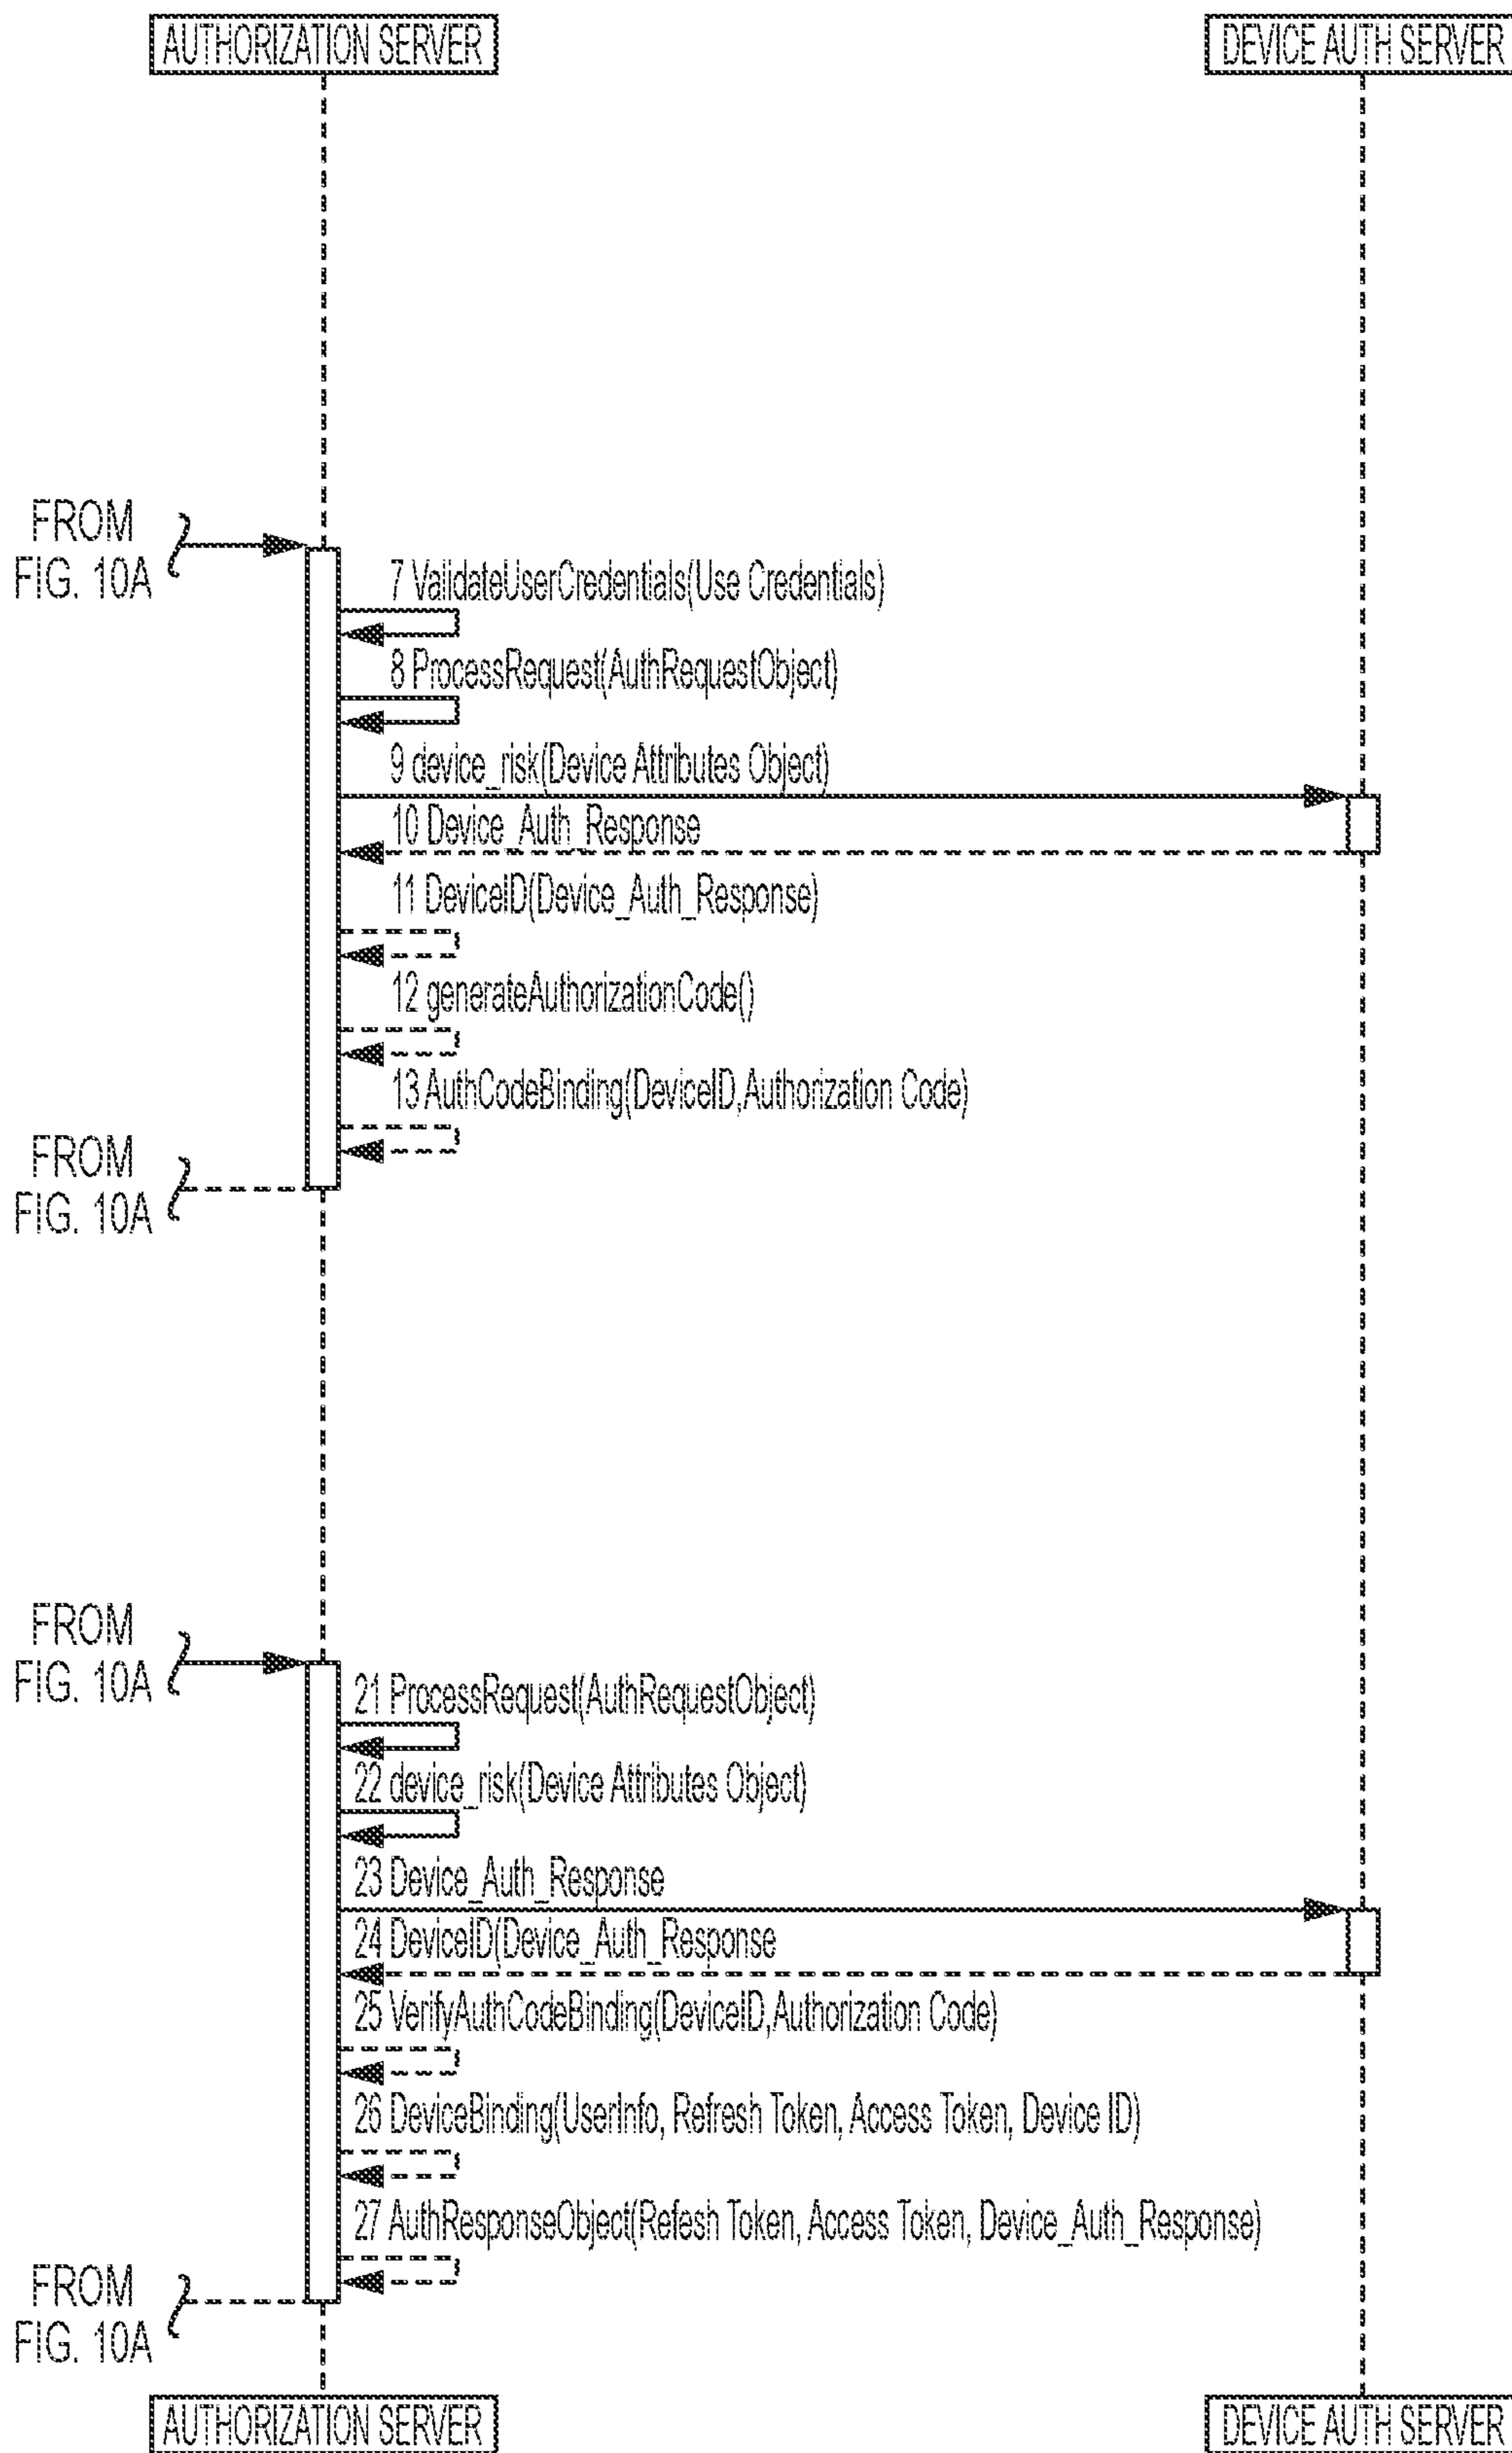 AUTHORIZATION SERVER
DEVICE AUTH SERVER
FROM
FIG. 10A
7 ValidateUserCredentials(Use Credentials)
8 ProcessRequest(AuthRequestObject)
9 device_risk(Device Attributes Object)
10 Device_Auth_Response
11 DeviceID(Device_Auth_Response)
12 generateAuthorizationCode()
13 AuthCodeBinding(DeviceID,Authorization Code)
FROM
FIG. 10A
FROM
FIG. 10A
21 ProcessRequest(AuthRequestObject)
22 device_risk(Device Attributes Object)
23 Device_Auth_Response
24 DeviceID(Device_Auth_Response
25 VerifyAuthCodeBinding(DeviceID,Authorization Code)
26 DeviceBinding(UserInfo, Refresh Token, Access Token, Device ID)
27 AuthResponseObject(Refesh Token, Access Token, Device_Auth_Response)
FROM
FIG. 10A
AUTHORIZATION SERVER
DEVICE AUTH SERVER